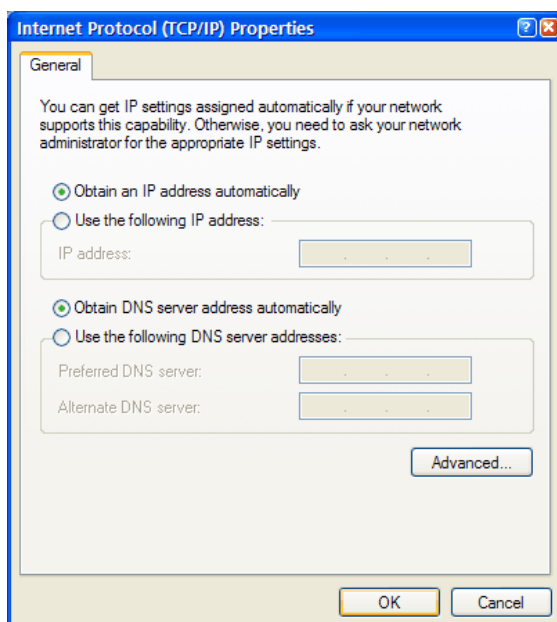 Internet Protocol (TCP/IP) Properties
General
You can get IP settings assigned automatically if your network
supports this capability. Otherwise, you need to ask your network
administrator for the appropriate IP settings.
Obtain an IP address automatically
Use the following IP address:
IP address:
Obtain DNS server address automatically
Use the following DNS server addresses:
Preferred DNS server:
Alternate DNS server:
Advanced...
OK Cancel